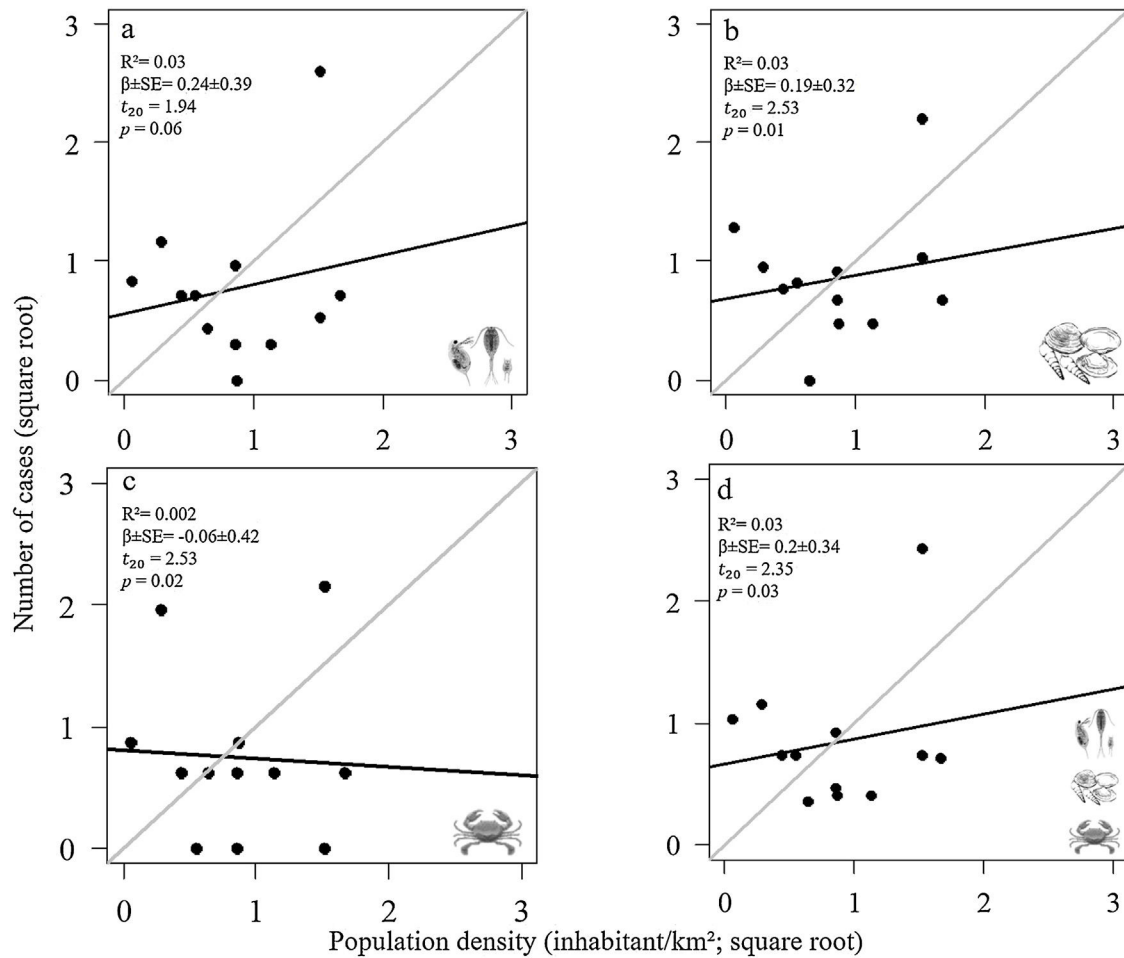 Number of cases (square root)
a
R²= 0.03
β±SE= 0.24±0.39
t₂₀ = 1.94
p = 0.06
3
2
1
0
0 1 2 3
b
R²= 0.03
β±SE= 0.19±0.32
t₂₀ = 2.53
p = 0.01
3
2
1
0
0 1 2 3
c
R²= 0.002
β±SE= -0.06±0.42
t₂₀ = 2.53
p = 0.02
3
2
1
0
0 1 2 3
d
R²= 0.03
β±SE= 0.2±0.34
t₂₀ = 2.35
p = 0.03
3
2
1
0
0 1 2 3
Population density (inhabitant/km²; square root)